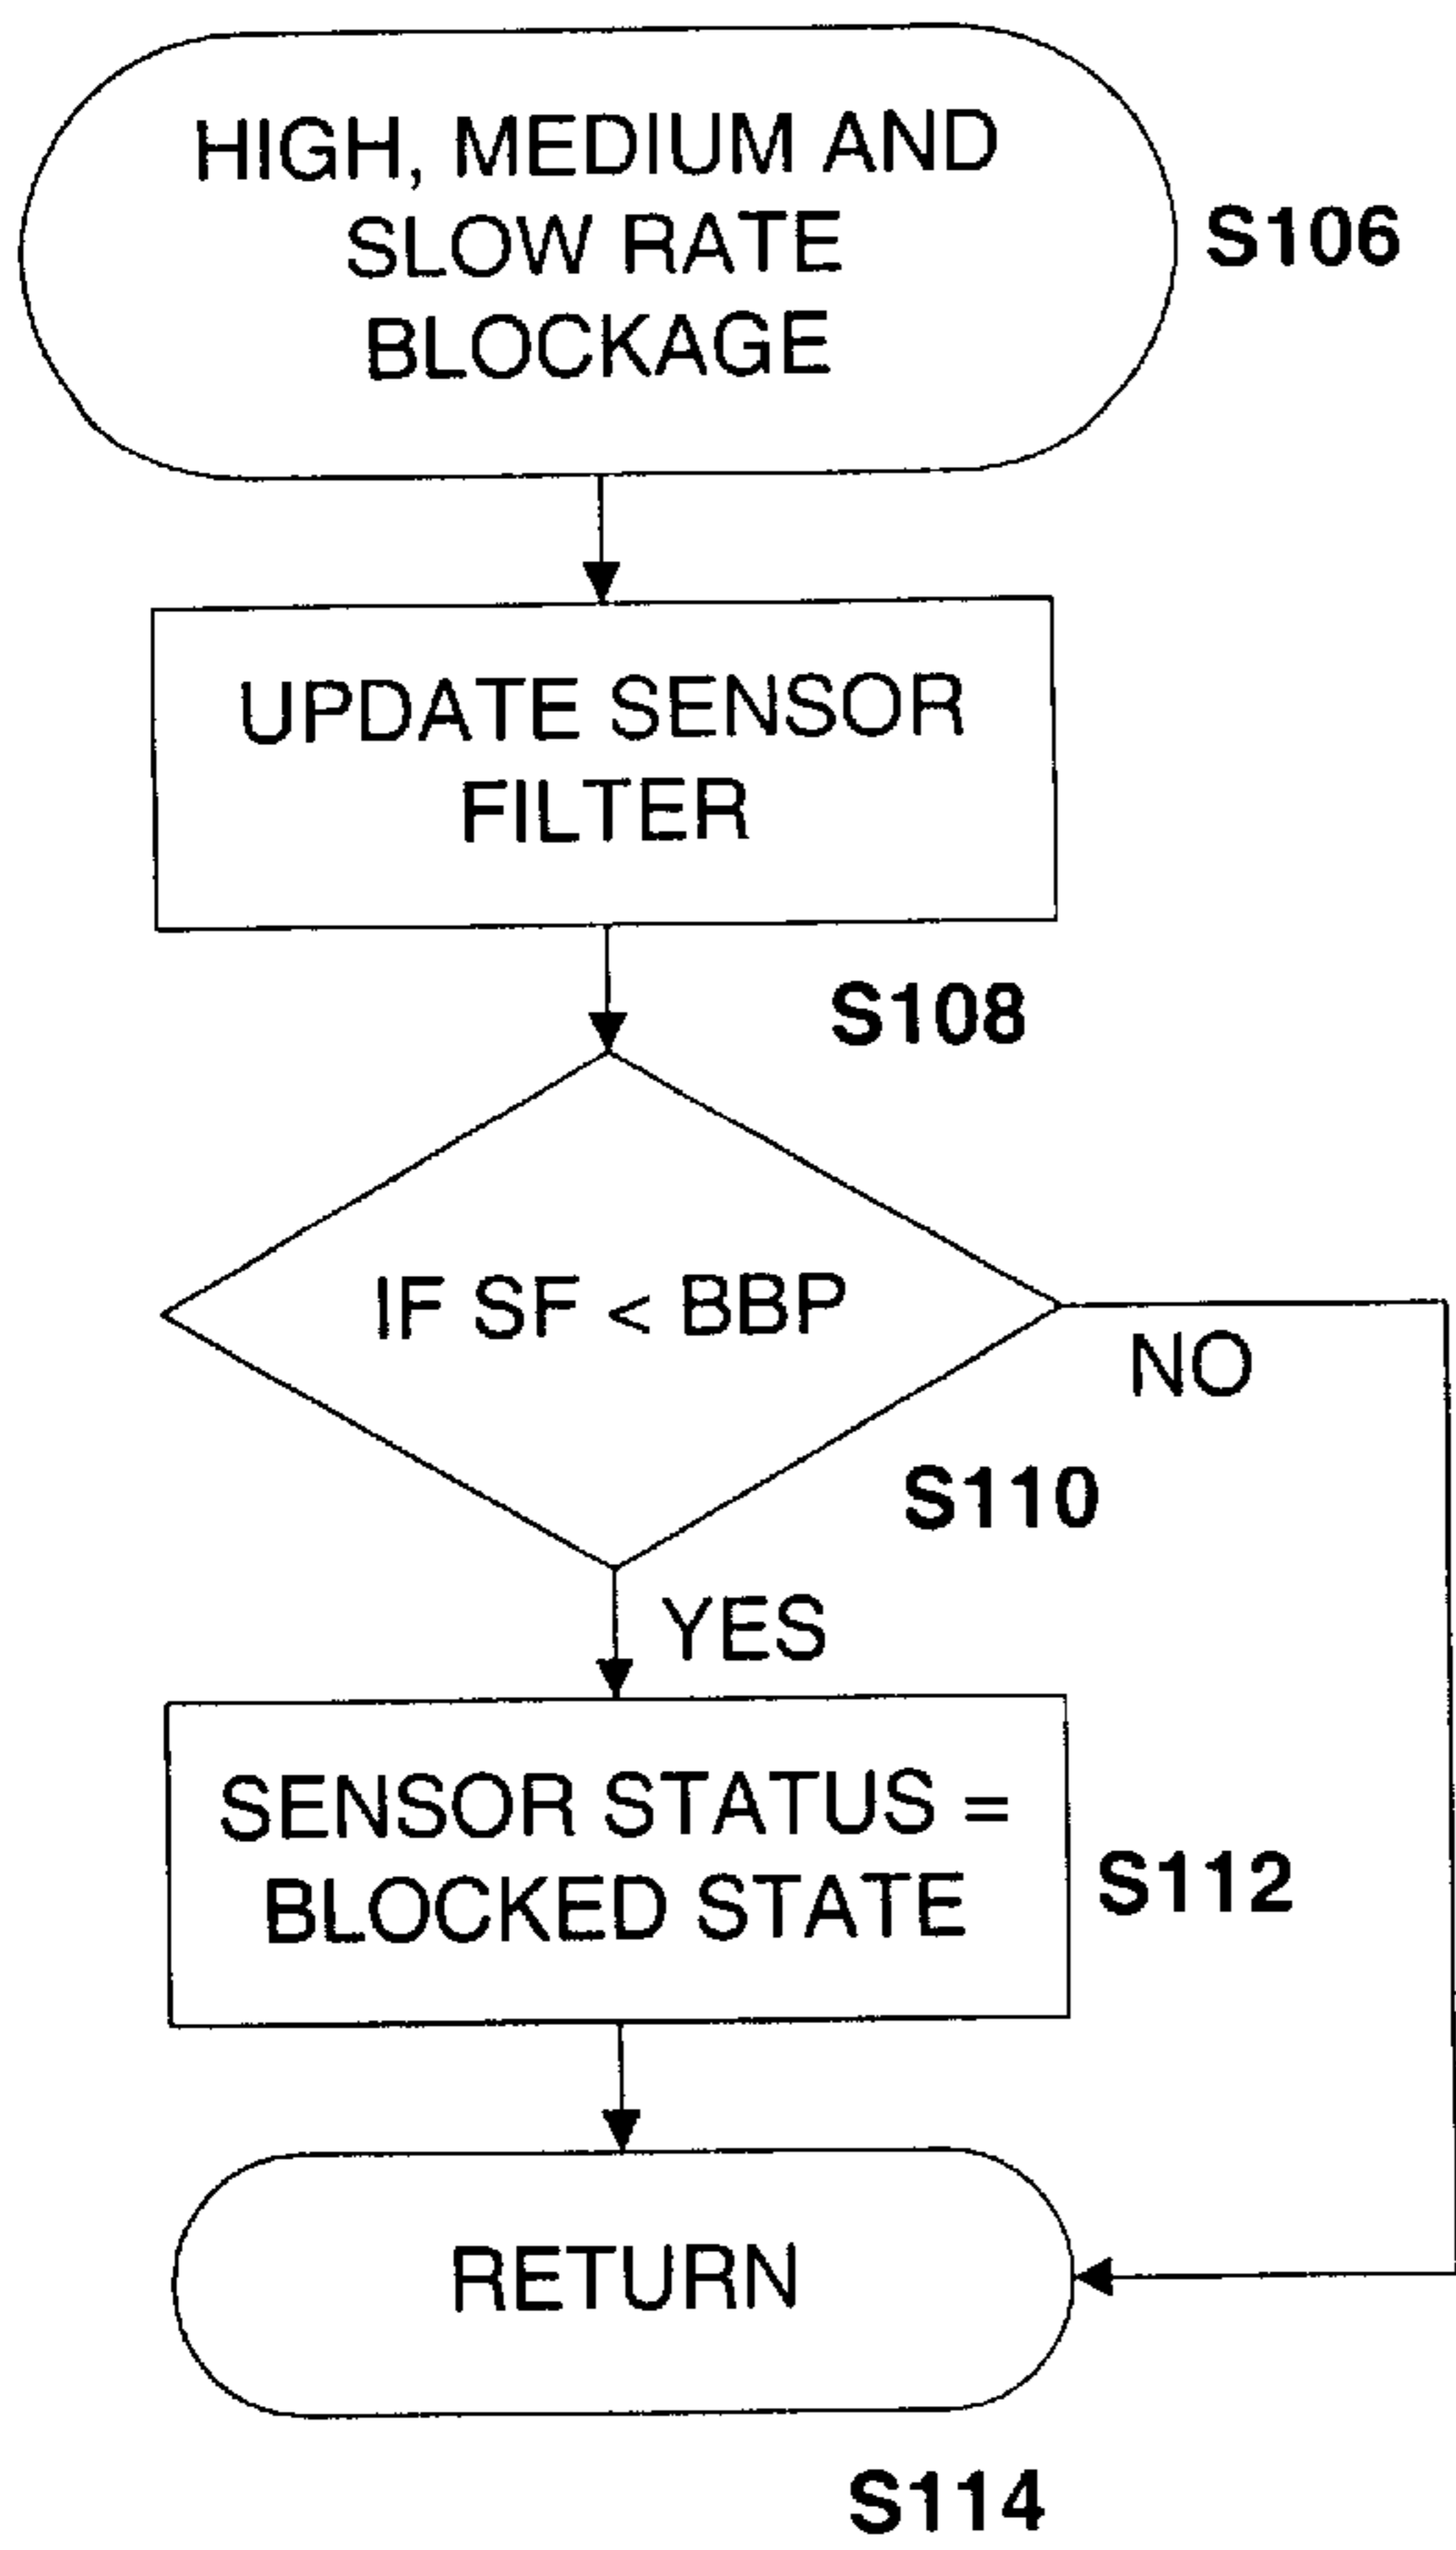 HIGH, MEDIUM AND
SLOW RATE
BLOCKAGE
S106
UPDATE SENSOR
FILTER
S108
IF SF < BBP
NO
S110
YES
SENSOR STATUS =
BLOCKED STATE
S112
RETURN
S114